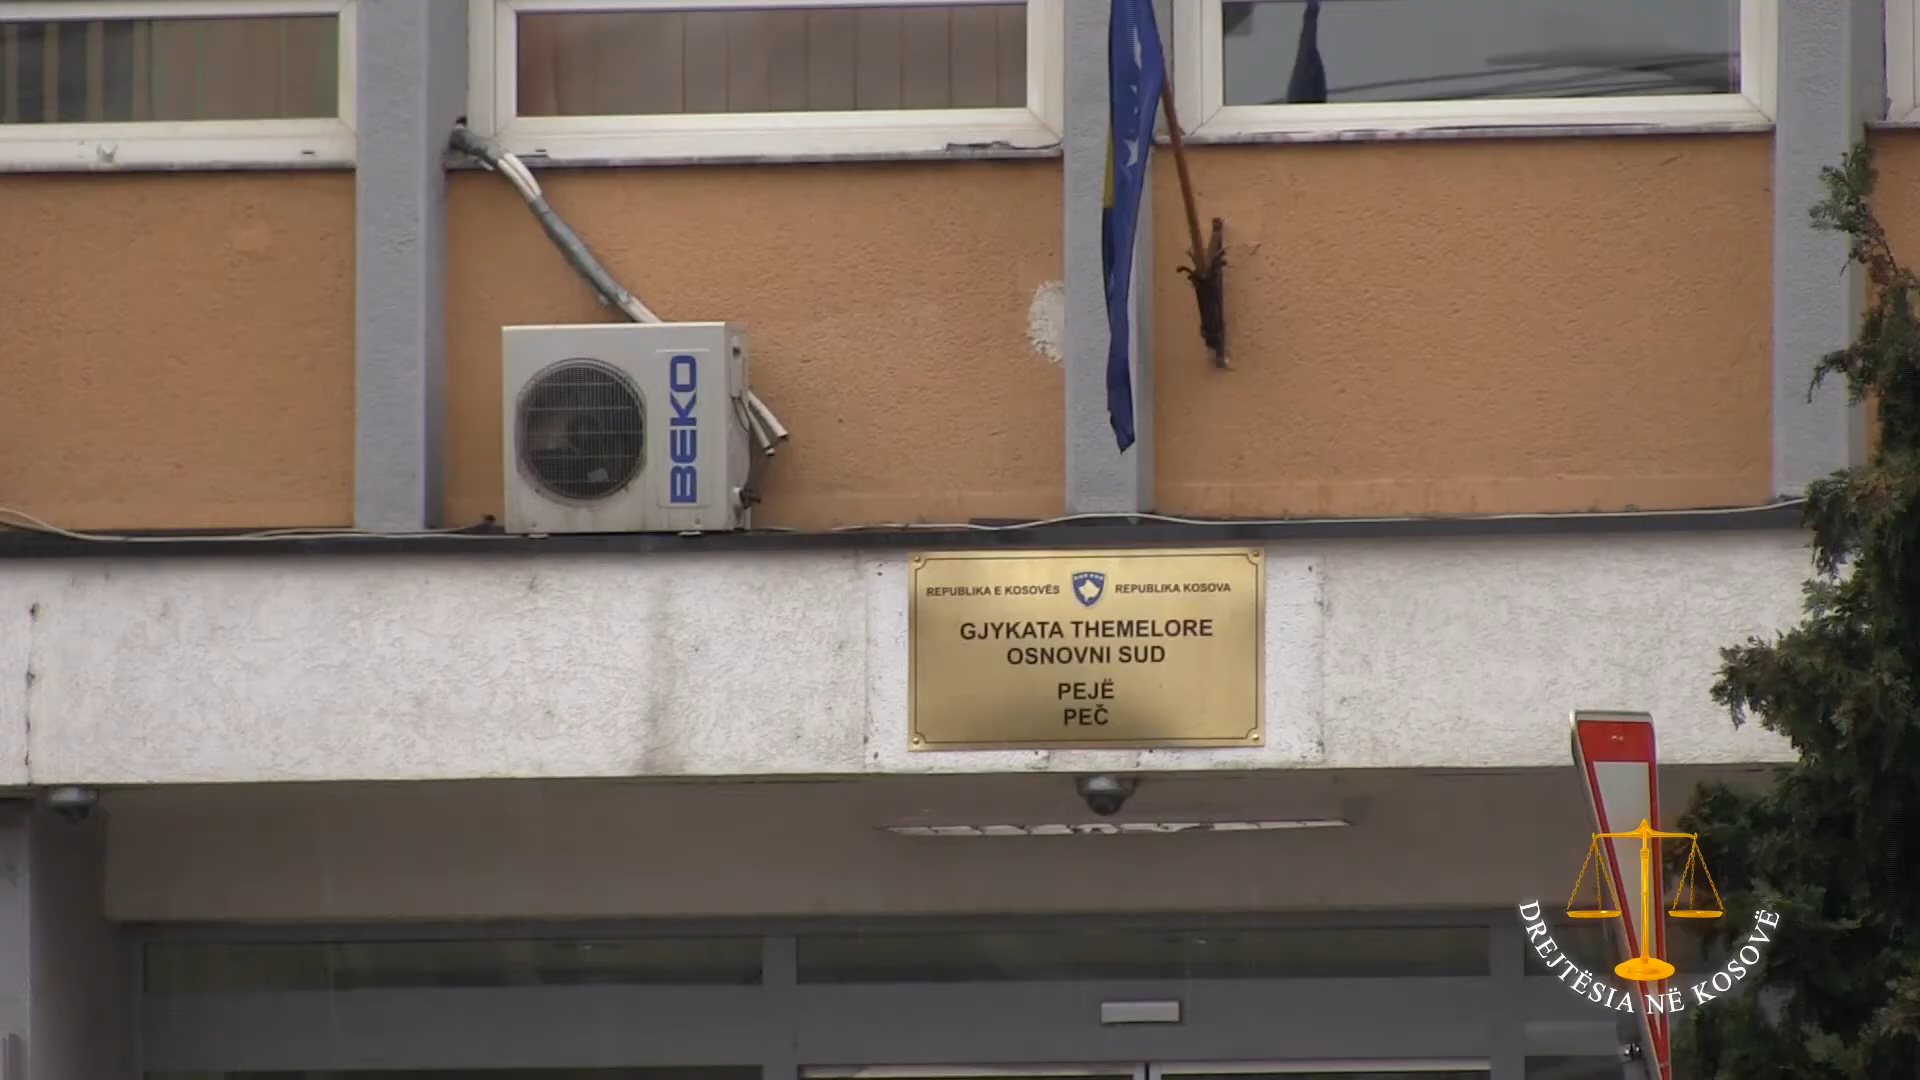 BEKO
REPUBLIKA E KOSOVËS REPUBLIKA KOSOVA
GJYKATA THEMELORE
OSNOVNI SUD
PEJË
PEČ
DREJTËSIA NË KOSOVË